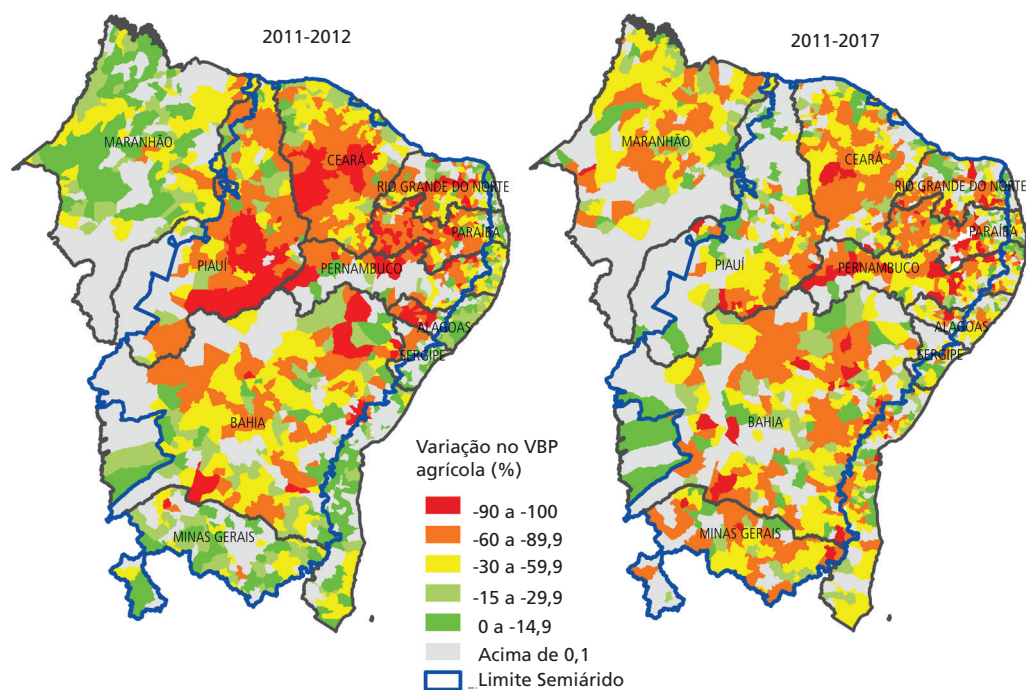 2011-2012
2011-2017
MARANHÃO
CEARÁ
RIO GRANDE DO NORTE
PARAÍBA
PIAUÍ
PERNAMBUCO
ALAGOAS
SERGIPE
BAHIA
MINAS GERAIS
MARANHÃO
CEARÁ
RIO GRANDE DO NORTE
PARAÍBA
PIAUÍ
PERNAMBUCO
ALAGOAS
SERGIPE
BAHIA
MINAS GERAIS
Variação no VBP
agrícola (%)
-90 a -100
-60 a -89,9
-30 a -59,9
-15 a -29,9
0 a -14,9
Acima de 0,1
Limite Semiárido